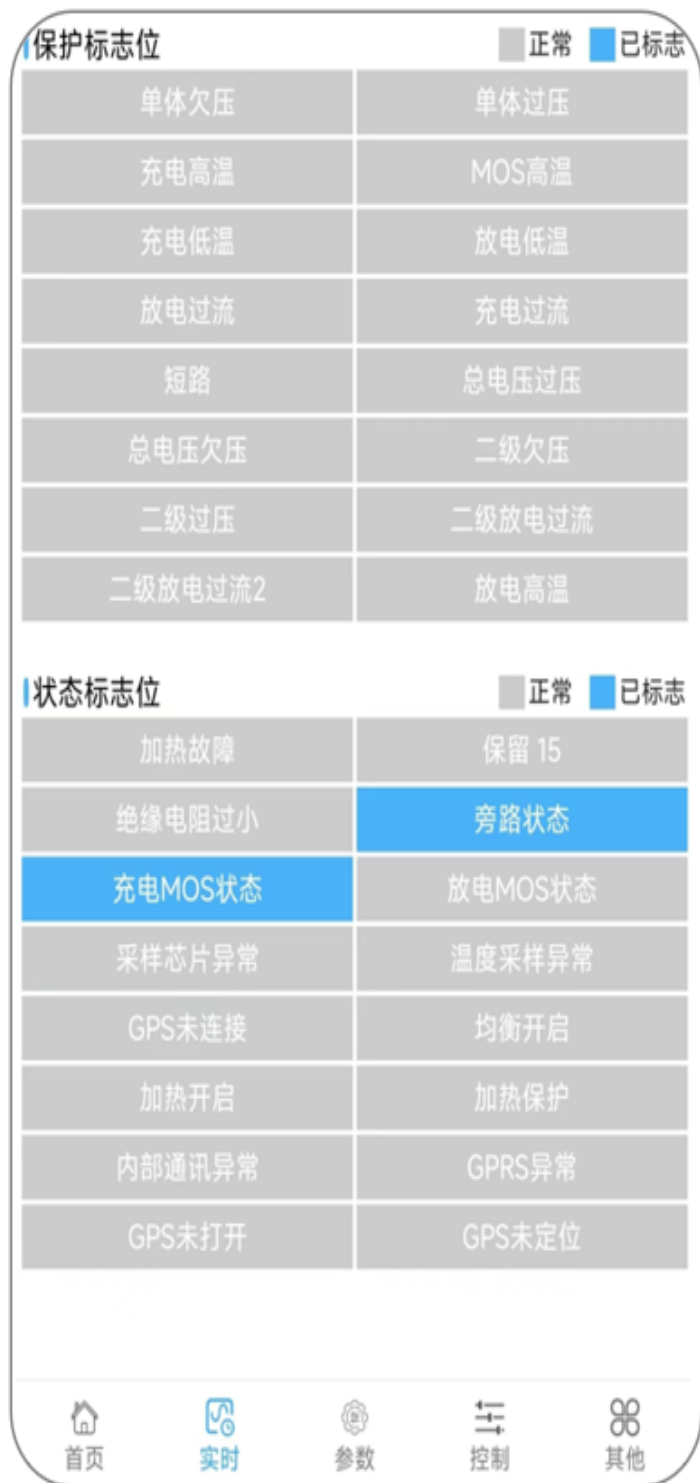 保护标志位 正常 已标志
单体欠压 单体过压
充电高温 MOS高温
充电低温 放电低温
放电过流 充电过流
短路 总电压过压
总电压欠压 二级欠压
二级过压 二级放电过流
二级放电过流2 放电高温
状态标志位 正常 已标志
加热故障 保留 15
绝缘电阻过小 旁路状态
充电MOS状态 放电MOS状态
采样芯片异常 温度采样异常
GPS未连接 均衡开启
加热开启 加热保护
内部通讯异常 GPRS异常
GPS未打开 GPS未定位
首页 实时 参数 控制 其他